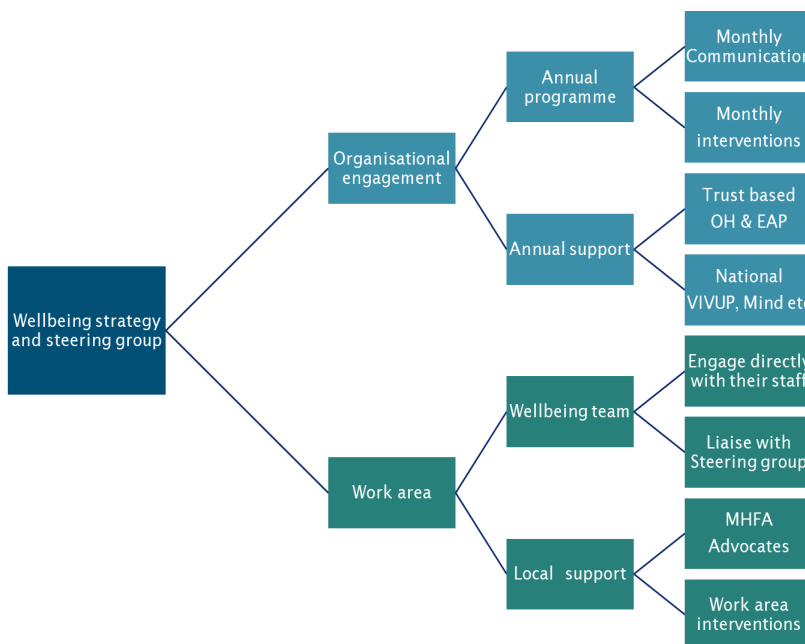 Monthly
Communication
Annual
programme
Monthly
interventions
Organisational
engagement
Trust based
OH & EAP
Annual support
National
VIVUP, Mind etc
Wellbeing strategy
and steering group
Engage directly
with their staff
Wellbeing team
Liaise with
Steering group
Work area
MHFA
Advocates
Local support
Work area
interventions